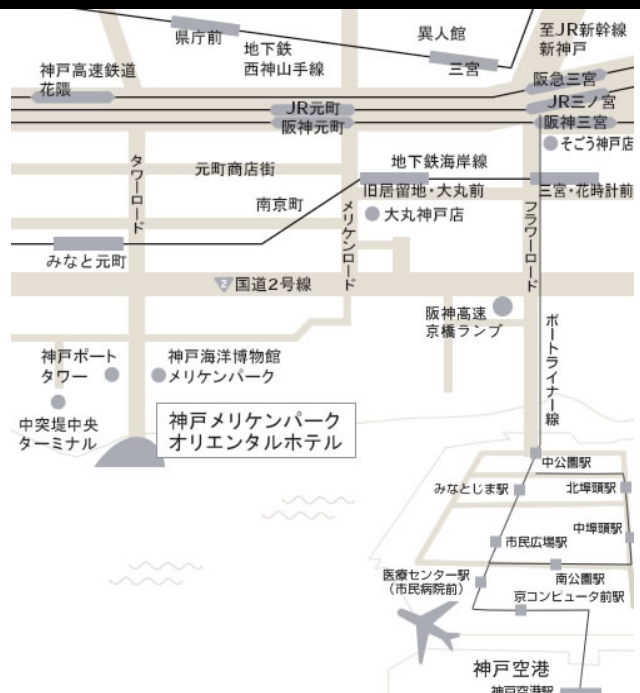 県庁前
地下鉄
西神山手線
異人館
三宮
至JR新幹線
新神戸
神戸高速鉄道
花隈
阪急三宮
JR元町
JR三ノ宮
阪神元町
阪神三宮
そごう神戸店
タワーロード
元町商店街
地下鉄海岸線
旧居留地・大丸前
三宮・花時計前
南京町
メリケンロード
大丸神戸店
フラワーロード
みなと元町
2
国道2号線
阪神高速
京橋ランプ
ポートライナー線
神戸ポート
タワー
神戸海洋博物館
メリケンパーク
中突堤中央
ターミナル
神戸メリケンパーク
オリエンタルホテル
中公園駅
みなとじま駅
北埠頭駅
市民広場駅
中埠頭駅
医療センター駅
(市民病院前)
南公園駅
京コンピュータ前駅
神戸空港
神戸空港駅